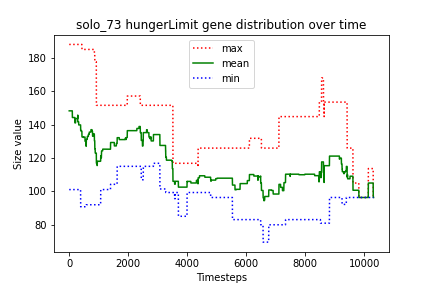 solo_73 hungerLimit gene distribution over time
max
mean
min
Size value
180
160
140
120
100
80
0
2000
4000
6000
8000
10000
Timesteps